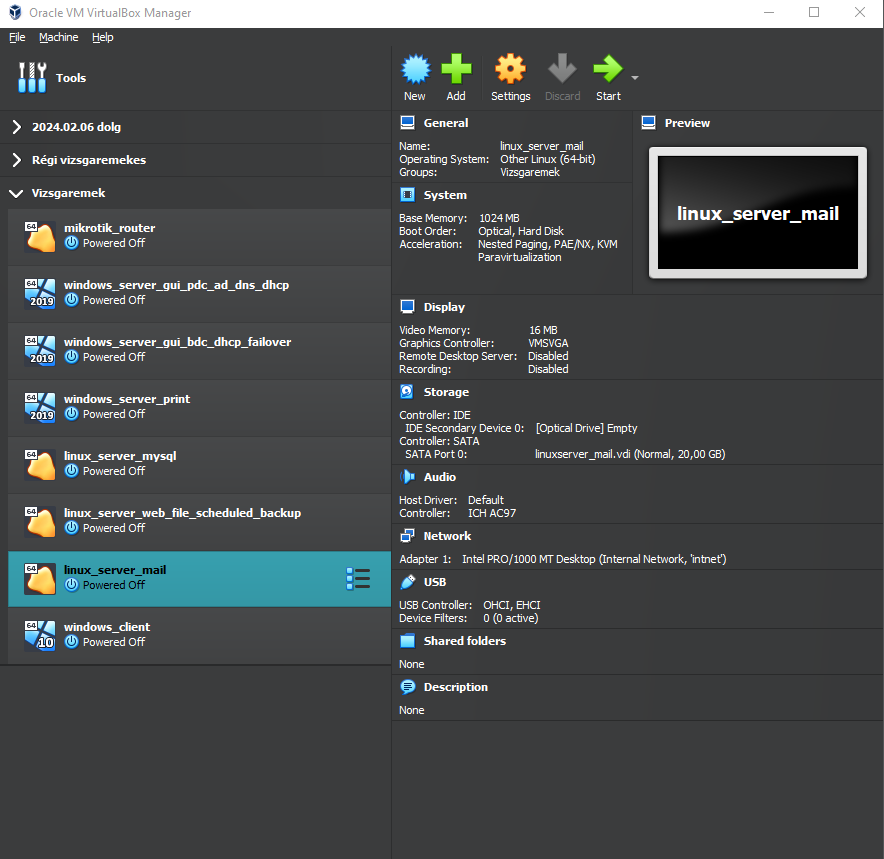 Oracle VM VirtualBox Manager
File Machine Help
Tools
2024.02.06 dolg
Régi vizsgaremekes
Vizsgaremek
64
mikrotik_router
Powered Off
64
2019
windows_server_gui_pdc_ad_dns_dhcp
Powered Off
64
2019
windows_server_gui_bdc_dhcp_failover
Powered Off
64
2019
windows_server_print
Powered Off
64
linux_server_mysql
Powered Off
64
linux_server_web_file_scheduled_backup
Powered Off
64
linux_server_mail
Powered Off
64
10
windows_client
Powered Off
New Add Settings Discard Start
General
Name: linux_server_mail
Operating System: Other Linux (64-bit)
Groups: Vizsgaremek
System
Base Memory: 1024 MB
Boot Order: Optical, Hard Disk
Acceleration: Nested Paging, PAE/NX, KVM
Paravirtualization
Preview
linux_server_mail
Display
Video Memory: 16 MB
Graphics Controller: VMSVGA
Remote Desktop Server: Disabled
Recording: Disabled
Storage
Controller: IDE
IDE Secondary Device 0: [Optical Drive] Empty
Controller: SATA
SATA Port 0: linuxserver_mail.vdi (Normal, 20,00 GB)
Audio
Host Driver: Default
Controller: ICH AC97
Network
Adapter 1: Intel PRO/1000 MT Desktop (Internal Network, 'intnet')
USB
USB Controller: OHCI, EHCI
Device Filters: 0 (0 active)
Shared folders
None
Description
None